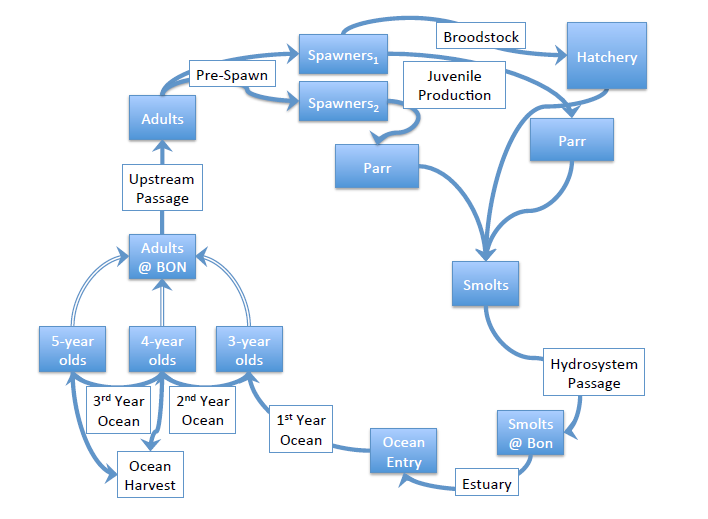 Broodstock
Spawners1
Hatchery
Pre-Spawn
Juvenile
Production
Spawners2
Adults
Parr
Parr
Upstream
Passage
Adults
@ BON
Smolts
5-year
olds
4-year
olds
3-year
olds
Hydrosystem
Passage
3rd Year
Ocean
2nd Year
Ocean
1st Year
Ocean
Smolts
@ Bon
Ocean
Entry
Ocean
Harvest
Estuary